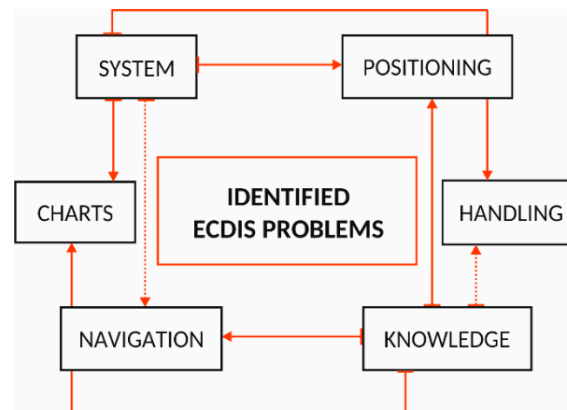 SYSTEM
POSITIONING
IDENTIFIED
ECDIS PROBLEMS
CHARTS
HANDLING
NAVIGATION
KNOWLEDGE